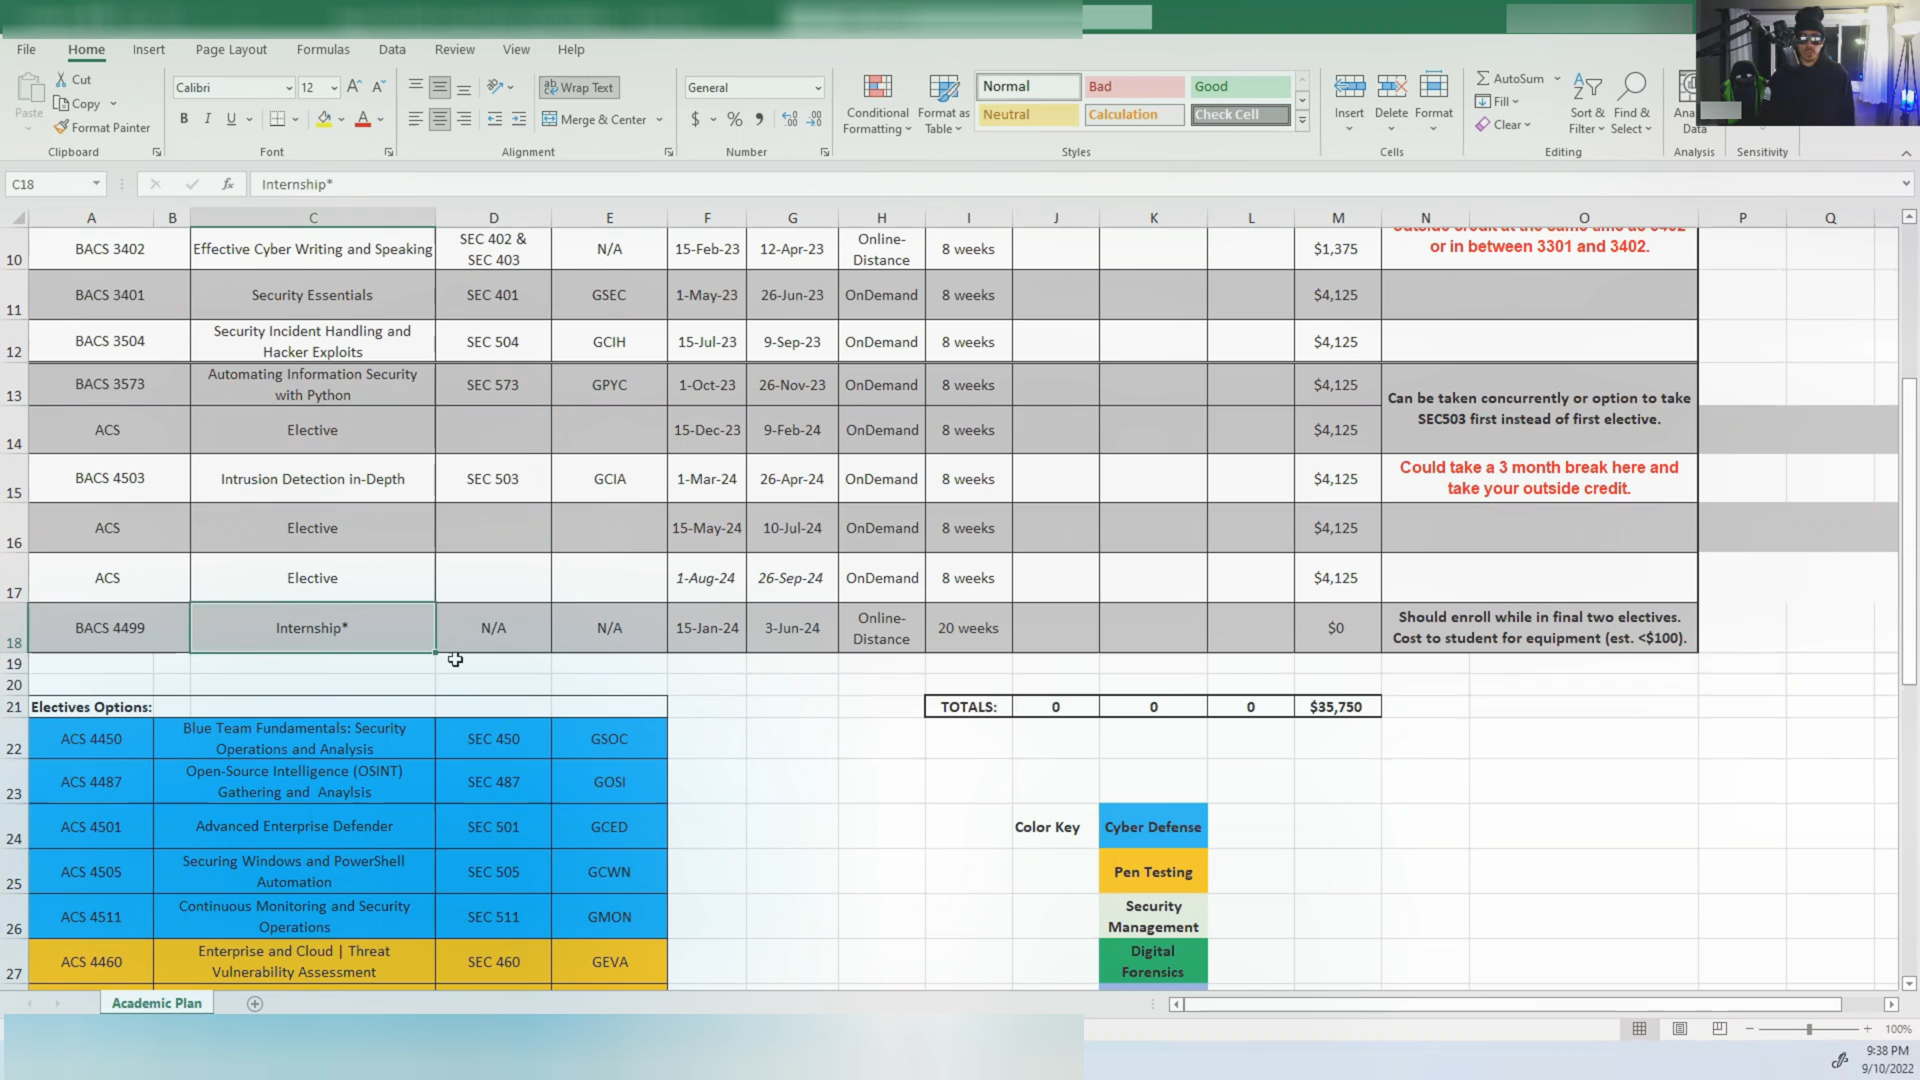 File Home Insert Page Layout Formulas Data Review View Help
Paste
Cut
Copy
Format Painter
Clipboard
Calibri 12 A A
B I U A
Font
Wrap Text
Merge & Center
Alignment
General
$ % 9
Number
Conditional
Formatting
Format as
Table
Normal Bad Good
Neutral Calculation Check Cell
Styles
Insert Delete Format
Cells
AutoSum
Fill
Clear
Sort &
Filter
Find &
Select
Editing
Data
Analysis
Sensitivity
C18 fx Internship*
A B C D E F G H I J K L M N O P Q
10 BACS 3402 Effective Cyber Writing and Speaking SEC 402 & SEC 403 N/A 15-Feb-23 12-Apr-23 Online-Distance 8 weeks $1,375
Outside credit at the same time as 3402
or in between 3301 and 3402.
11 BACS 3401 Security Essentials SEC 401 GSEC 1-May-23 26-Jun-23 OnDemand 8 weeks $4,125
12 BACS 3504 Security Incident Handling and Hacker Exploits SEC 504 GCIH 15-Jul-23 9-Sep-23 OnDemand 8 weeks $4,125
13 BACS 3573 Automating Information Security with Python SEC 573 GPYC 1-Oct-23 26-Nov-23 OnDemand 8 weeks $4,125
Can be taken concurrently or option to take
SEC503 first instead of first elective.
14 ACS Elective 15-Dec-23 9-Feb-24 OnDemand 8 weeks $4,125
15 BACS 4503 Intrusion Detection in-Depth SEC 503 GCIA 1-Mar-24 26-Apr-24 OnDemand 8 weeks $4,125
Could take a 3 month break here and
take your outside credit.
16 ACS Elective 15-May-24 10-Jul-24 OnDemand 8 weeks $4,125
17 ACS Elective 1-Aug-24 26-Sep-24 OnDemand 8 weeks $4,125
18 BACS 4499 Internship* N/A N/A 15-Jan-24 3-Jun-24 Online-Distance 20 weeks $0
Should enroll while in final two electives.
Cost to student for equipment (est. <$100).
19
20
21 Electives Options: TOTALS: 0 0 0 $35,750
22 ACS 4450 Blue Team Fundamentals: Security Operations and Analysis SEC 450 GSOC
23 ACS 4487 Open-Source Intelligence (OSINT) Gathering and Anaylsis SEC 487 GOSI
24 ACS 4501 Advanced Enterprise Defender SEC 501 GCED Color Key Cyber Defense
25 ACS 4505 Securing Windows and PowerShell Automation SEC 505 GCWN Pen Testing
26 ACS 4511 Continuous Monitoring and Security Operations SEC 511 GMON Security Management
27 ACS 4460 Enterprise and Cloud | Threat Vulnerability Assessment SEC 460 GEVA Digital Forensics
Academic Plan
100%
9:38 PM
9/10/2022